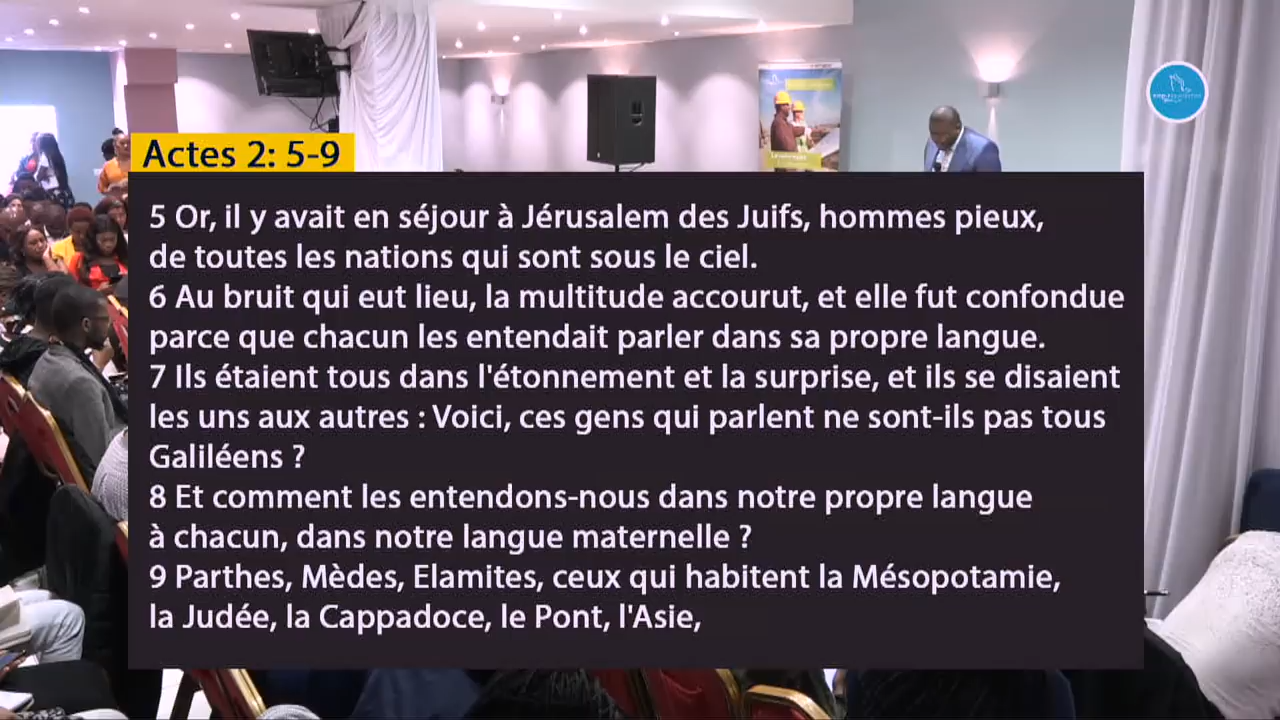 Actes 2: 5-9
5 Or, il y avait en séjour à Jérusalem des Juifs, hommes pieux,
de toutes les nations qui sont sous le ciel.
6 Au bruit qui eut lieu, la multitude accourut, et elle fut confondue
parce que chacun les entendait parler dans sa propre langue.
7 Ils étaient tous dans l'étonnement et la surprise, et ils se disaient
les uns aux autres : Voici, ces gens qui parlent ne sont-ils pas tous
Galiléens ?
8 Et comment les entendons-nous dans notre propre langue
à chacun, dans notre langue maternelle ?
9 Parthes, Mèdes, Elamites, ceux qui habitent la Mésopotamie,
la Judée, la Cappadoce, le Pont, l'Asie,